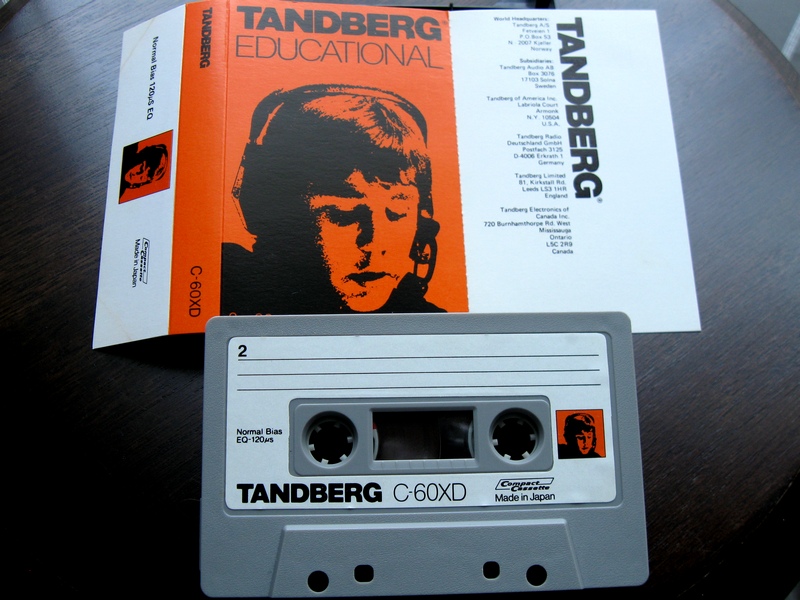 TANDBERG
Normal Bias 120µS EQ
Compact
Cassette
Made in Japan
C-60XD
TANDBERG
EDUCATIONAL
World Headquarters:
Tandberg A/S
Fetveien 1
P.O.Box 53
N. 2007 Kjeller
Norway
Subsidiaries:
Tandberg Audio AB
Box 3076
17103 Solna
Sweden
Tandberg of America Inc.
Labriola Court
Armonk
N.Y. 10504
U.S.A.
Tandberg Radio
Deutschland GmbH
Postfach 3125
D-4006 Erkrath 1
Germany
Tandberg Limited
81, Kirkstall Rd.
Leeds LS3 1HR
England
Tandberg Electronics of
Canada Inc.
720 Burnhamthorpe Rd. West
Mississauga
Ontario
L5C 2R9
Canada
TANDBERG®
2
Normal Bias
EQ-120µs
TANDBERG C-60XD
Compact
Cassette
Made in Japan